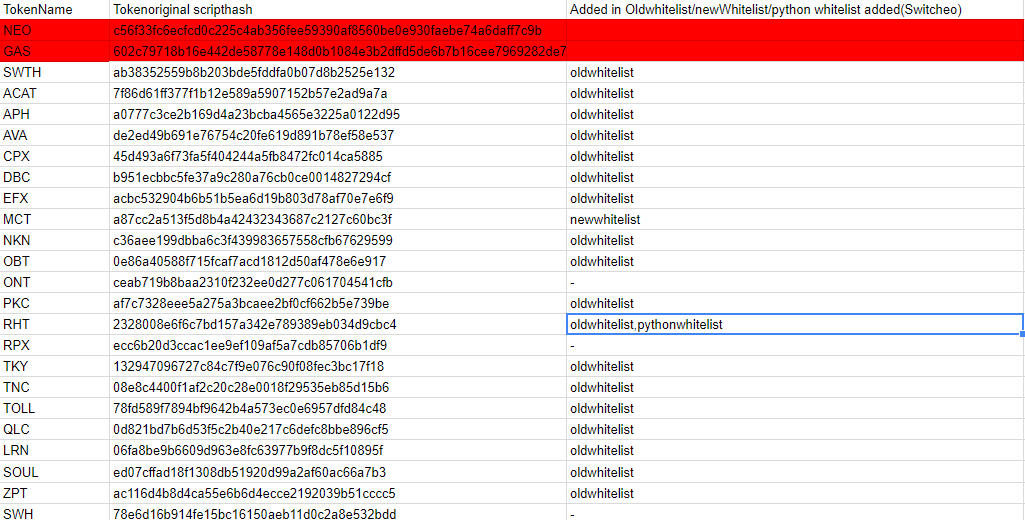 TokenName Tokenoriginal scripthash Added in Oldwhitelist/newWhitelist/python whitelist added(Switcheo)
NEO c56f33fc6ecfcd0c225c4ab356fee59390af8560be0e930faebe74a6daff7c9b
GAS 602c79718b16e442de58778e148d0b1084e3b2dffd5de6b7b16cee7969282de7
SWTH ab38352559b8b203bde5fddfa0b07d8b2525e132 oldwhitelist
ACAT 7f86d61ff377f1b12e589a5907152b57e2ad9a7a oldwhitelist
APH a0777c3ce2b169d4a23bcba4565e3225a0122d95 oldwhitelist
AVA de2ed49b691e76754c20fe619d891b78ef58e537 oldwhitelist
CPX 45d493a6f73fa5f404244a5fb8472fc014ca5885 oldwhitelist
DBC b951ecbbc5fe37a9c280a76cb0ce0014827294cf oldwhitelist
EFX acbc532904b6b51b5ea6d19b803d78af70e7e6f9 oldwhitelist
MCT a87cc2a513f5d8b4a42432343687c2127c60bc3f newwhitelist
NKN c36aee199dbba6c3f439983657558cfb67629599 oldwhitelist
OBT 0e86a40588f715fcaf7acd1812d50af478e6e917 oldwhitelist
ONT ceab719b8baa2310f232ee0d277c061704541cfb -
PKC af7c7328eee5a275a3bcaee2bf0cf662b5e739be oldwhitelist
RHT 2328008e6f6c7bd157a342e789389eb034d9cbc4 oldwhitelist,pythonwhitelist
RPX ecc6b20d3ccac1ee9ef109af5a7cdb85706b1df9 -
TKY 132947096727c84c7f9e076c90f08fec3bc17f18 oldwhitelist
TNC 08e8c4400f1af2c20c28e0018f29535eb85d15b6 oldwhitelist
TOLL 78fd589f7894bf9642b4a573ec0e6957dfd84c48 oldwhitelist
QLC 0d821bd7b6d53f5c2b40e217c6defc8bbe896cf5 oldwhitelist
LRN 06fa8be9b6609d963e8fc63977b9f8dc5f10895f oldwhitelist
SOUL ed07cffad18f1308db51920d99a2af60ac66a7b3 oldwhitelist
ZPT ac116d4b8d4ca55e6b6d4ecce2192039b51cccc5 oldwhitelist
SWH 78e6d16b914fe15bc16150aeb11d0c2a8e532bdd -